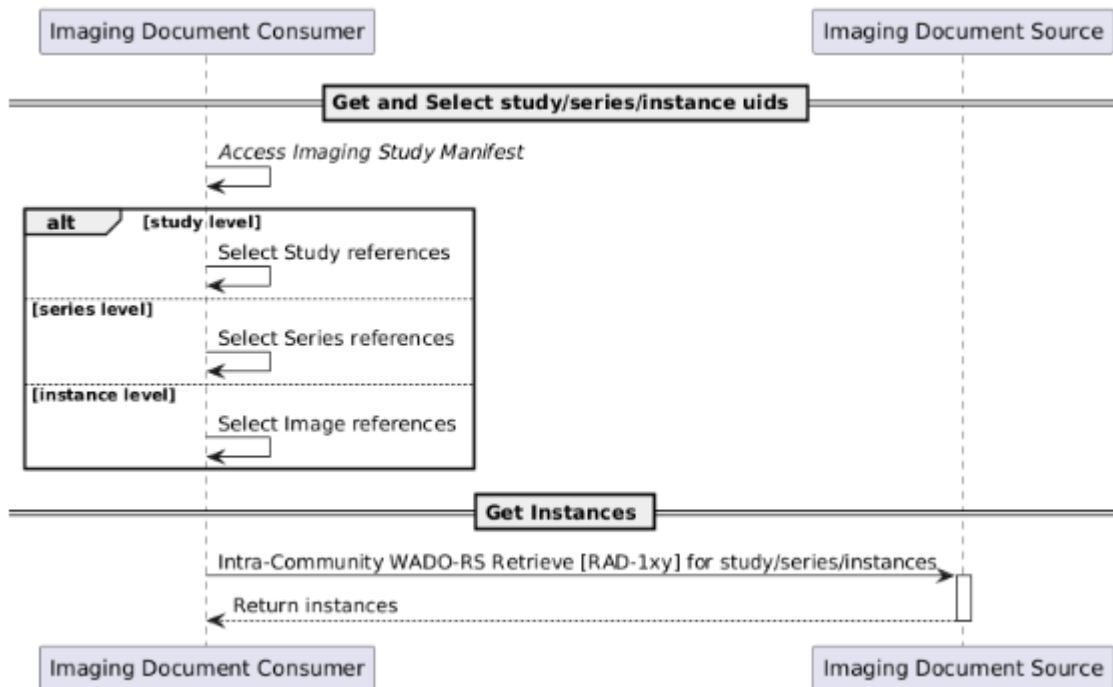 Imaging Document Consumer
Imaging Document Source
Get and Select study/series/instance uids
Access Imaging Study Manifest
alt
[study level]
Select Study references
[series level]
Select Series references
[instance level]
Select Image references
Get Instances
Intra-Community WADO-RS Retrieve [RAD-1xy] for study/series/instances
Return instances
Imaging Document Consumer
Imaging Document Source